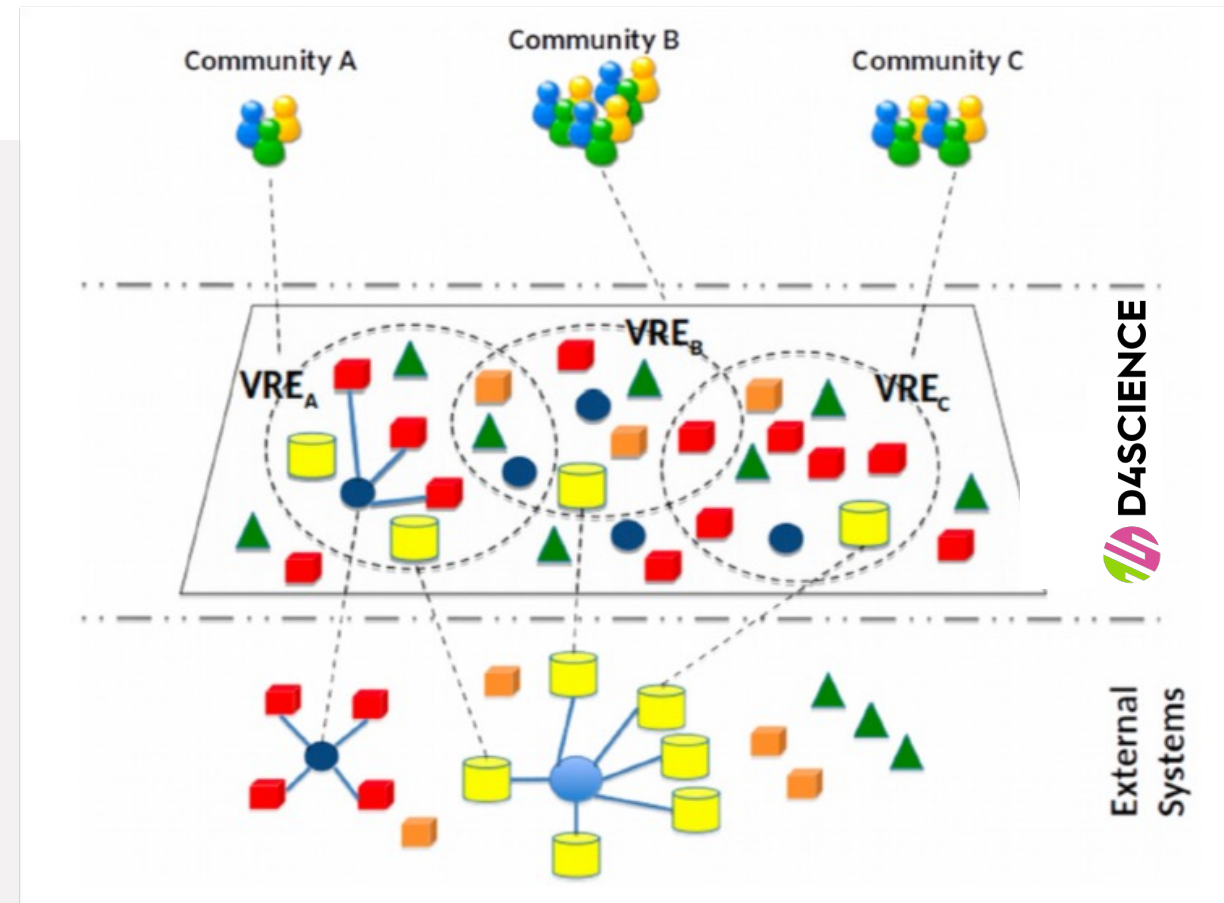 Community A
Community B
Community C
VREA
VREB
VREC
D4SCIENCE
External
Systems